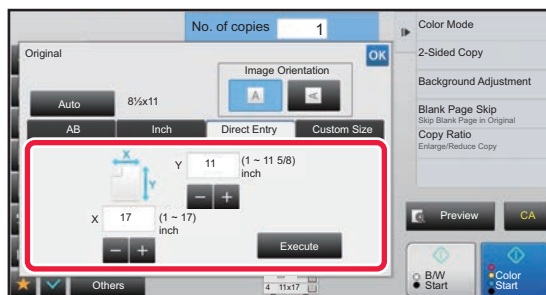 No. of copies 1
Original
OK
Image Orientation
A A
Auto 8½x11
AB Inch Direct Entry Custom Size
X
Y
Y 11 (1 ~ 11 5/8)
inch
X 17 (1 ~ 17)
inch
Execute
Others
4 11x17
Color Mode
2-Sided Copy
Background Adjustment
Blank Page Skip
Skip Blank Page in Original
Copy Ratio
Enlarge/Reduce Copy
Preview CA
B/W
Start
Color
Start